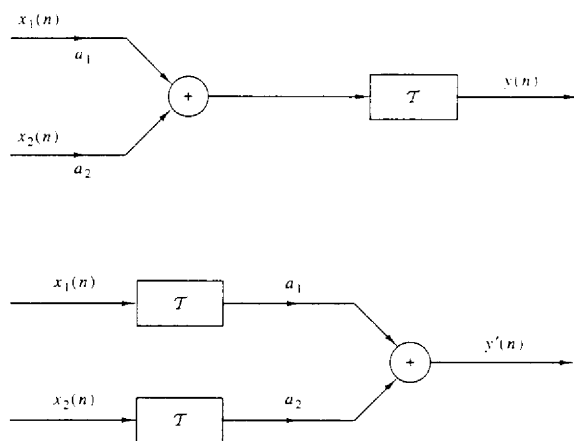 x₁(n)
a₁
+
𝒯
y(n)
x₂(n)
a₂
x₁(n)
𝒯
a₁
+
y′(n)
x₂(n)
𝒯
a₂